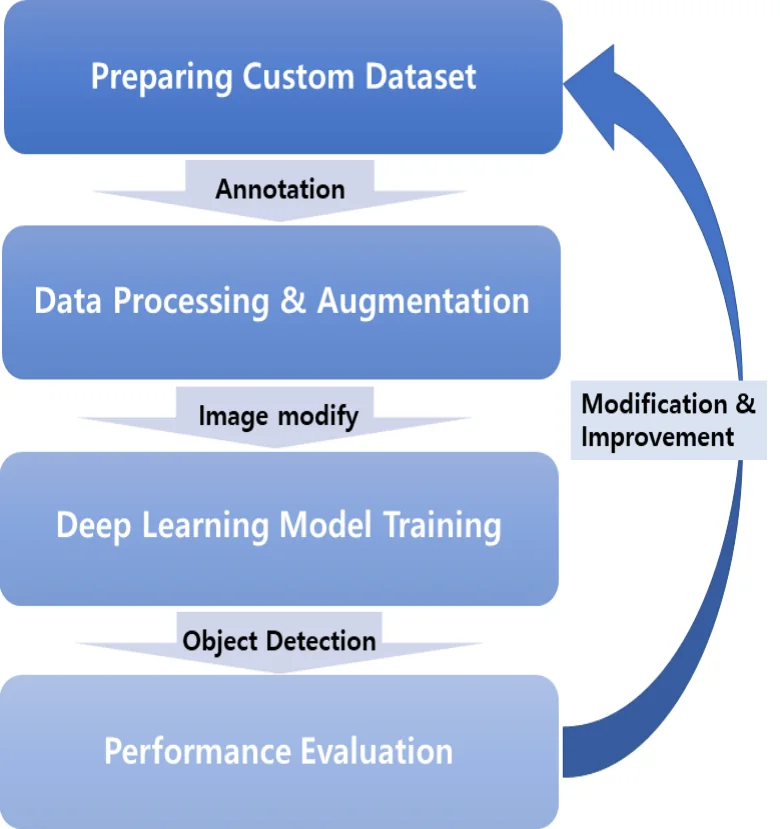 Preparing Custom Dataset
Annotation
Data Processing & Augmentation
Image modify
Deep Learning Model Training
Object Detection
Performance Evaluation
Modification &
Improvement